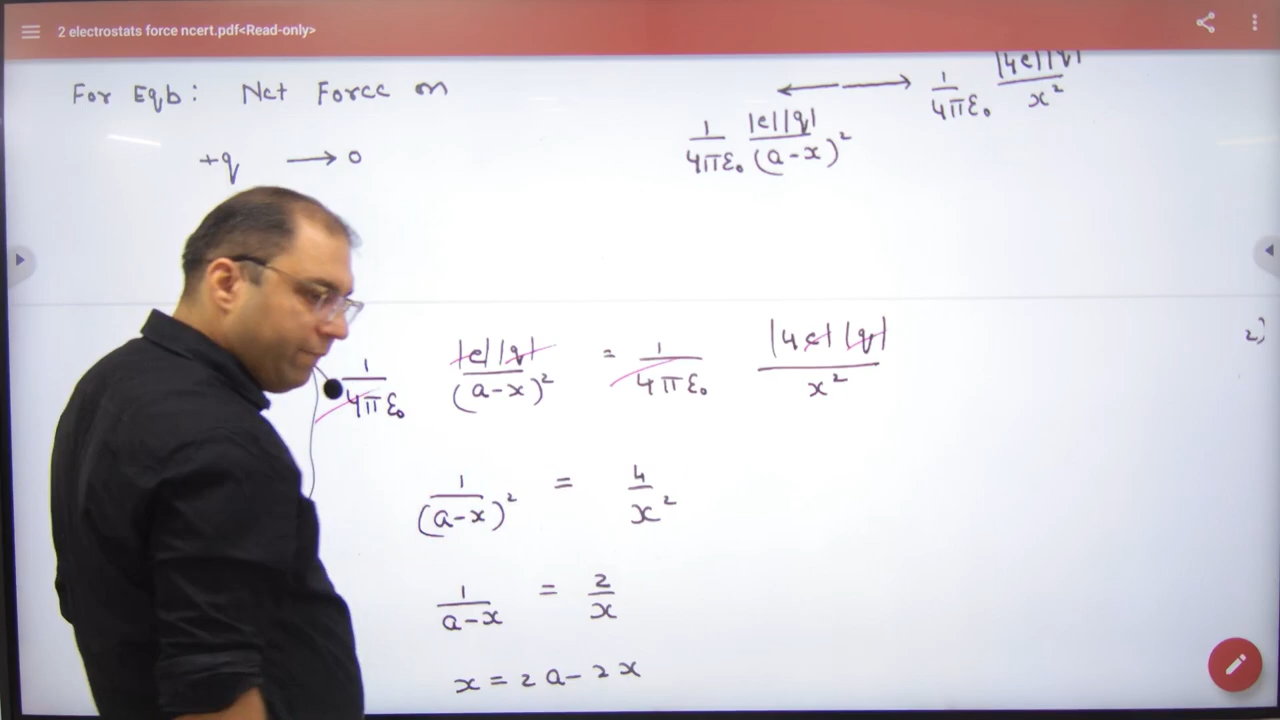 2 electrostats force ncert.pdf<Read-only>
For Eqb: Net Force on
+q ⟶ 0
1/4πε₀ |e||q|/(a-x)²
1/4πε₀ |4e||q|/x²
1/4πε₀ |e||q|/(a-x)² = 1/4πε₀ |4e||q|/x²
2)
1/(a-x)² = 4/x²
1/a-x = 2/x
x = 2a - 2x